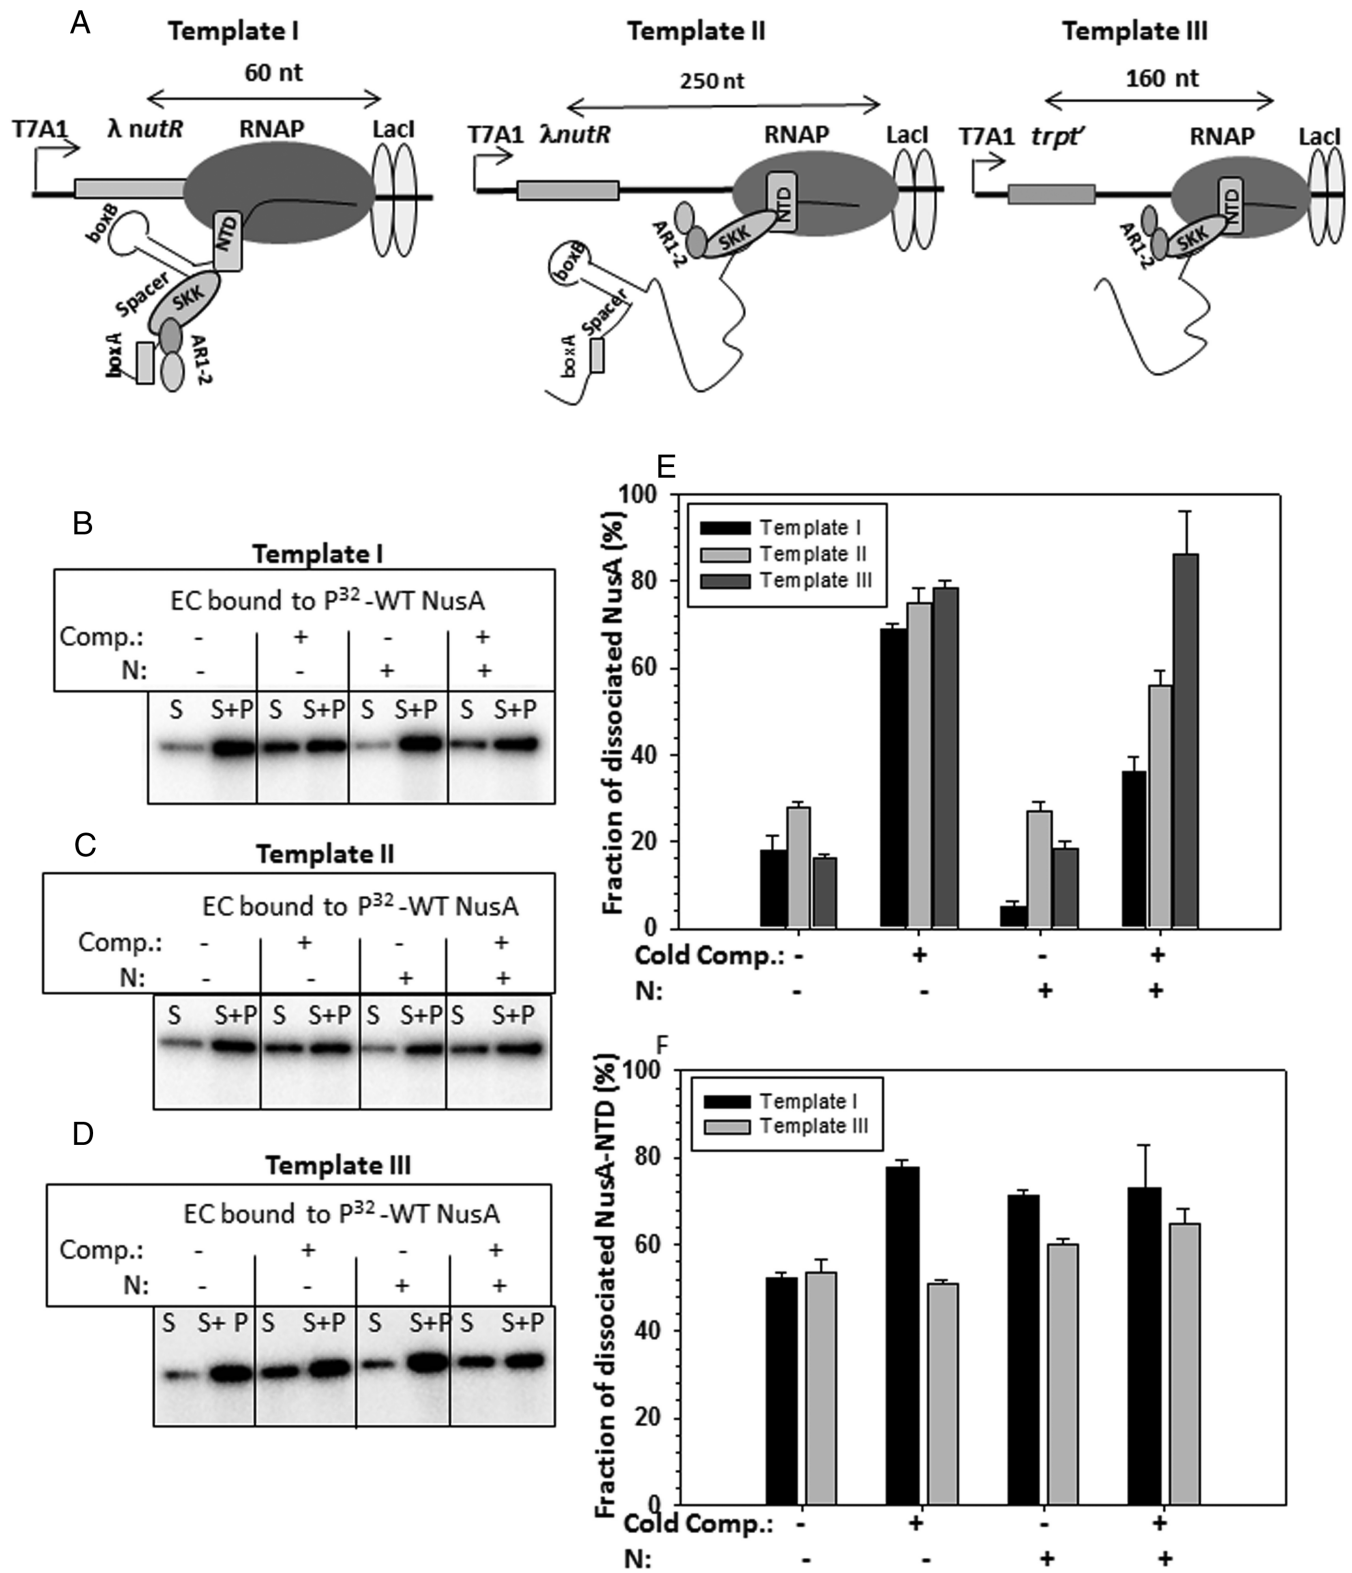 A
Template I
Template II
Template III
60 nt
250 nt
160 nt
T7A1
λ nutR
RNAP
LacI
T7A1
λnutR
RNAP
LacI
T7A1
trpt’
RNAP
LacI
boxB
NTD
Spacer
SKK
boxA
AR1-2
NTD
SKK
AR1-2
boxB
Spacer
boxA
NTD
SKK
AR1-2
B
Template I
EC bound to P32-WT NusA
Comp.: - + - +
N: - - + +
S S+P S S+P S S+P S S+P
C
Template II
EC bound to P32-WT NusA
Comp.: - + - +
N: - - + +
S S+P S S+P S S+P S S+P
D
Template III
EC bound to P32-WT NusA
Comp.: - + - +
N: - - + +
S S+ P S S+P S S+P S S+P
E
Fraction of dissociated NusA (%)
100
80
60
40
20
0
Template I
Template II
Template III
Cold Comp.: - + - +
N: - - + +
F
Fraction of dissociated NusA-NTD (%)
100
80
60
40
20
0
Template I
Template III
Cold Comp.: - + - +
N: - - + +